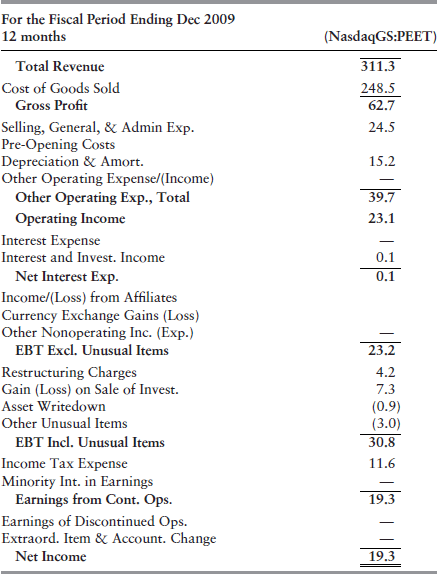 For the Fiscal Period Ending Dec 2009
12 months (NasdaqGS:PEET)
Total Revenue 311.3
Cost of Goods Sold 248.5
Gross Profit 62.7
Selling, General, & Admin Exp. 24.5
Pre-Opening Costs
Depreciation & Amort. 15.2
Other Operating Expense/(Income) —
Other Operating Exp., Total 39.7
Operating Income 23.1
Interest Expense —
Interest and Invest. Income 0.1
Net Interest Exp. 0.1
Income/(Loss) from Affiliates
Currency Exchange Gains (Loss)
Other Nonoperating Inc. (Exp.) —
EBT Excl. Unusual Items 23.2
Restructuring Charges 4.2
Gain (Loss) on Sale of Invest. 7.3
Asset Writedown (0.9)
Other Unusual Items (3.0)
EBT Incl. Unusual Items 30.8
Income Tax Expense 11.6
Minority Int. in Earnings —
Earnings from Cont. Ops. 19.3
Earnings of Discontinued Ops. —
Extraord. Item & Account. Change —
Net Income 19.3